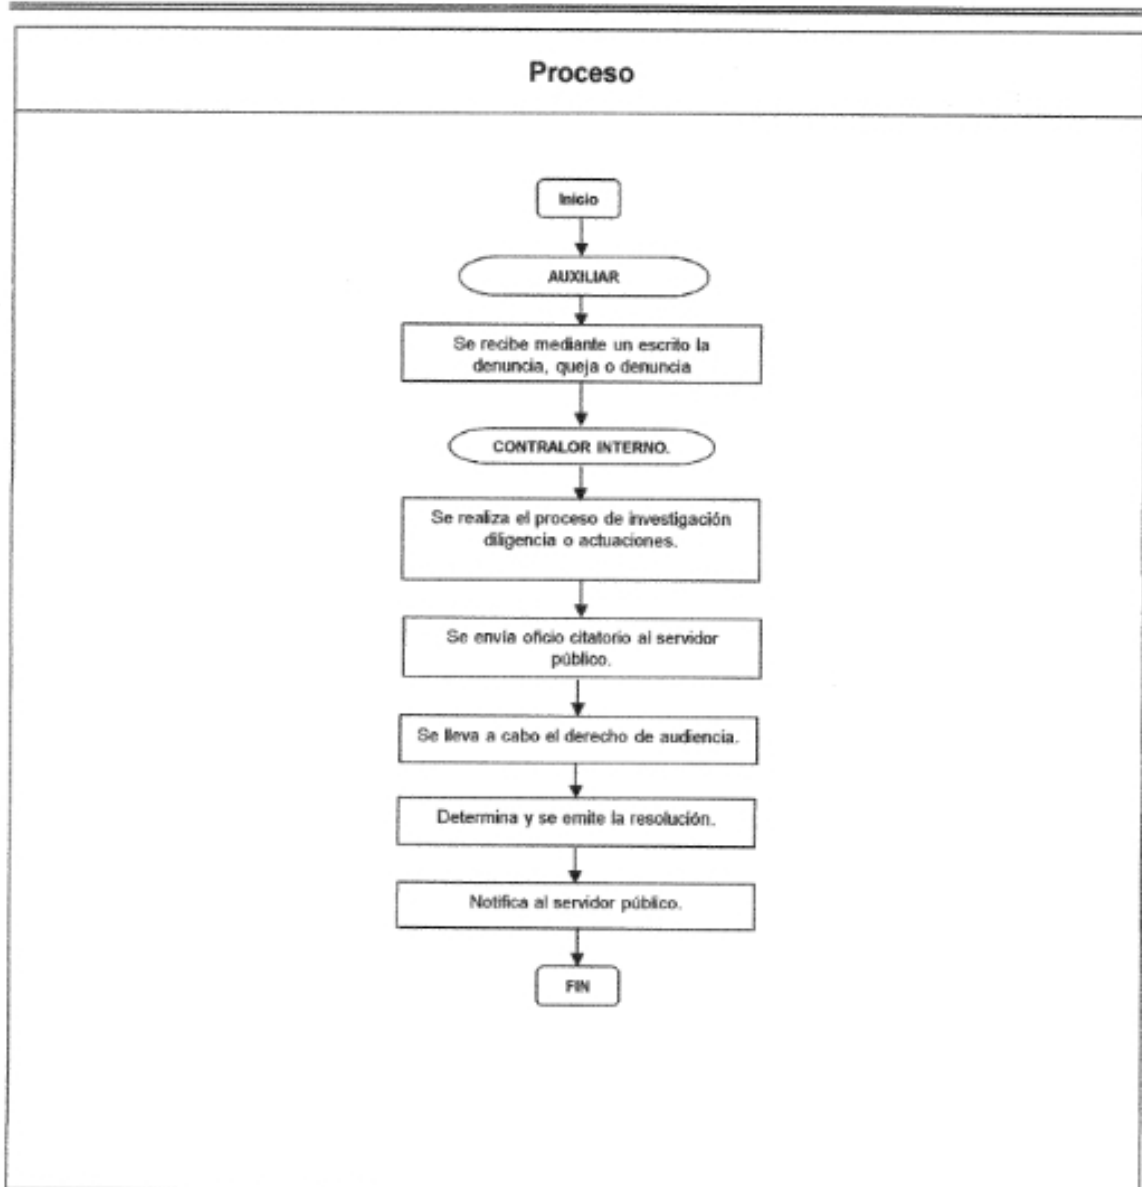 Proceso
Inicio
AUXILIAR
Se recibe mediante un escrito la
denuncia, queja o denuncia
CONTRALOR INTERNO.
Se realiza el proceso de investigación
diligencia o actuaciones.
Se envía oficio citatorio al servidor
público.
Se lleva a cabo el derecho de audiencia.
Determina y se emite la resolución.
Notifica al servidor público.
FIN